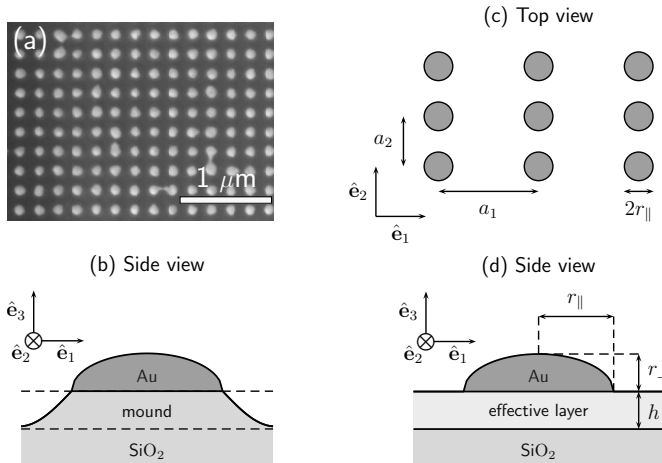 (a)
1 μm
(c) Top view
a₂
ê₂
a₁
2r∥
ê₁
(b) Side view
ê₃
ê₂ ê₁
Au
mound
SiO₂
(d) Side view
r∥
ê₃
ê₂ ê₁
r
Au
effective layer
h
SiO₂